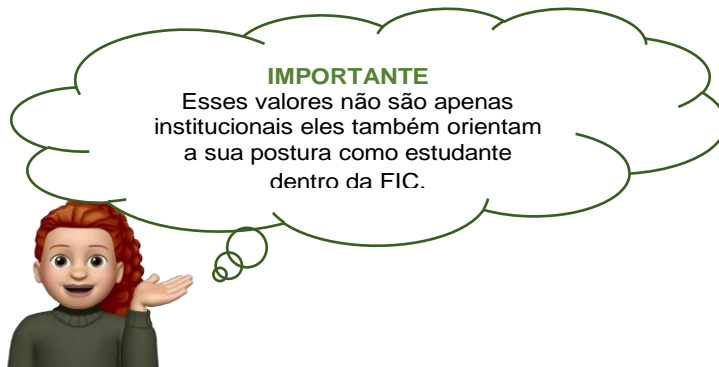 IMPORTANTE
Esses valores não são apenas
institucionais eles também orientam
a sua postura como estudante
dentro da FIC.